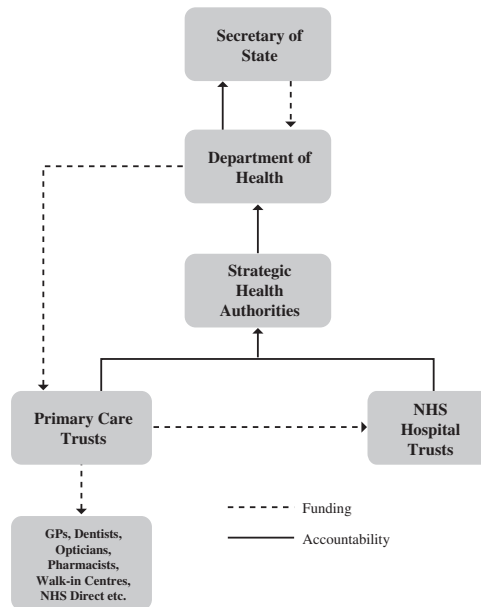 Secretary of
State
Department of
Health
Strategic
Health
Authorities
Primary Care
Trusts
NHS
Hospital
Trusts
GPs, Dentists,
Opticians,
Pharmacists,
Walk-in Centres,
NHS Direct etc.
Funding
Accountability